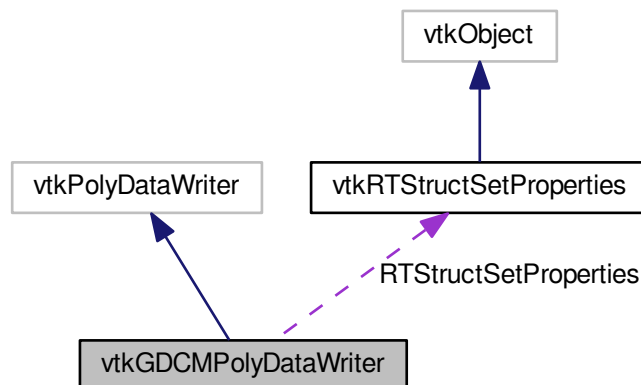 vtkObject
vtkPolyDataWriter
vtkRTStructSetProperties
RTStructSetProperties
vtkGDCMPolyDataWriter